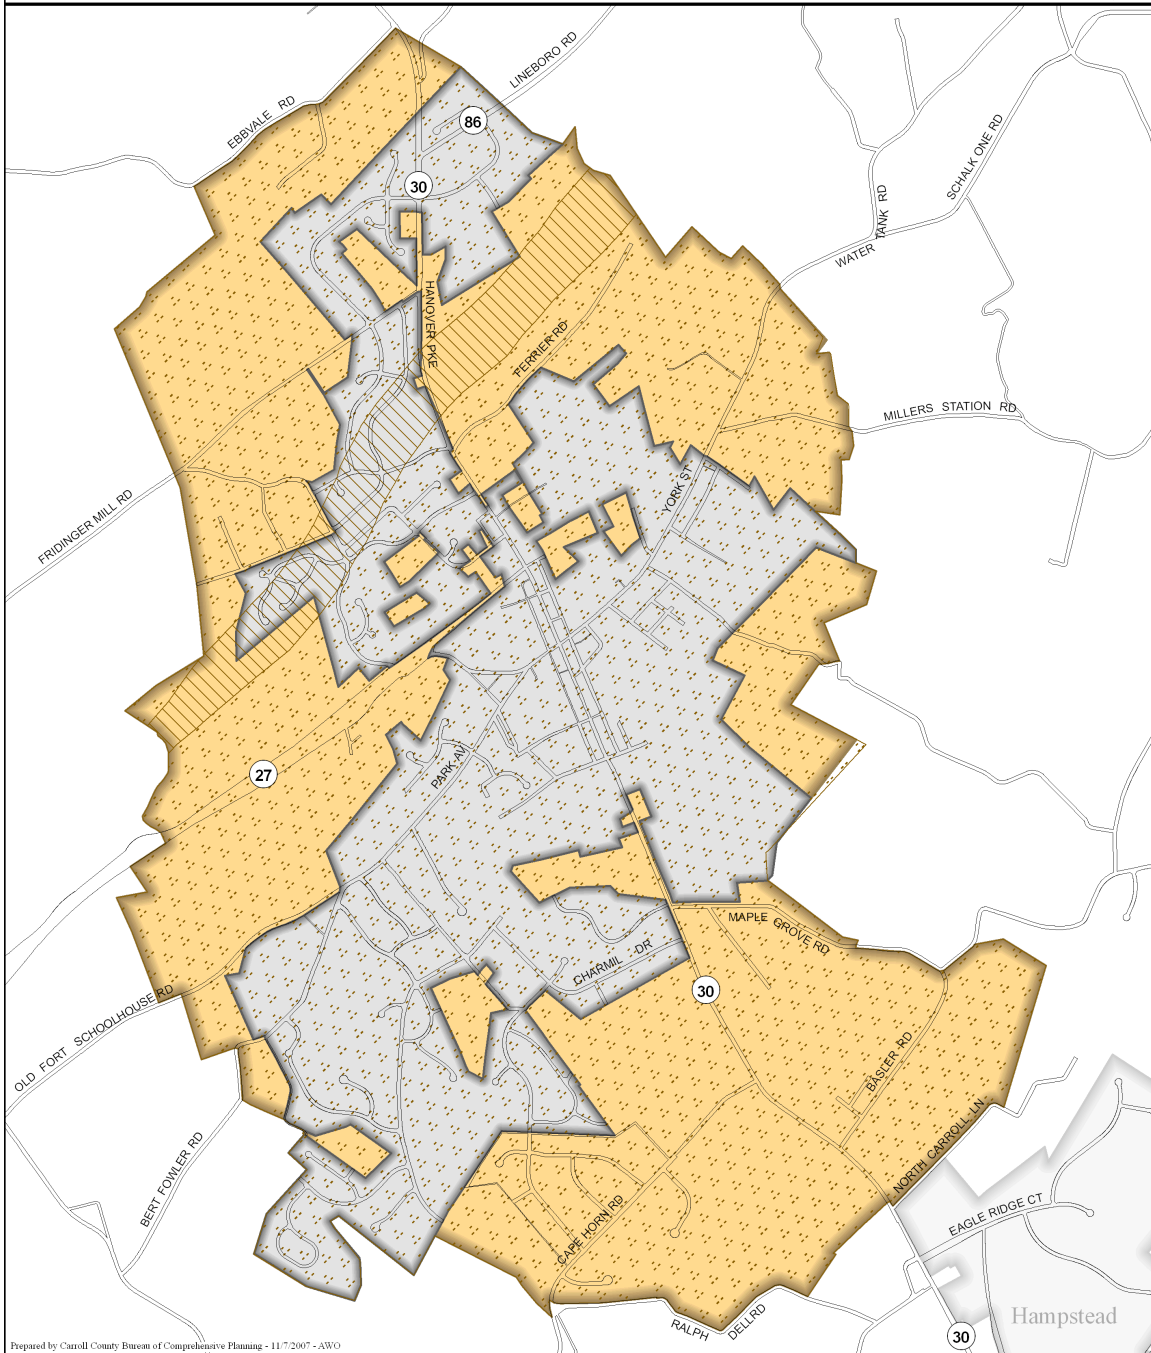 LINEBORO RD
86
EBBVALE RD
30
SCHALK ONE RD
WATER TANK RD
HANOVER PKE
FERRIER RD
MILLERS STATION RD
YORK ST
FRIDINGER MILL RD
27
PARK AV
MAPLE GROVE RD
CHARMIL DR
30
OLD FORT SCHOOLHOUSE RD
BASLER RD
NORTH CARROLL LN
BERT FOWLER RD
EAGLE RIDGE CT
CAPE HORN RD
Hampstead
RALPH DELL RD
30
Prepared by Carroll County Bureau of Comprehensive Planning - 11/7/2007 - AWO